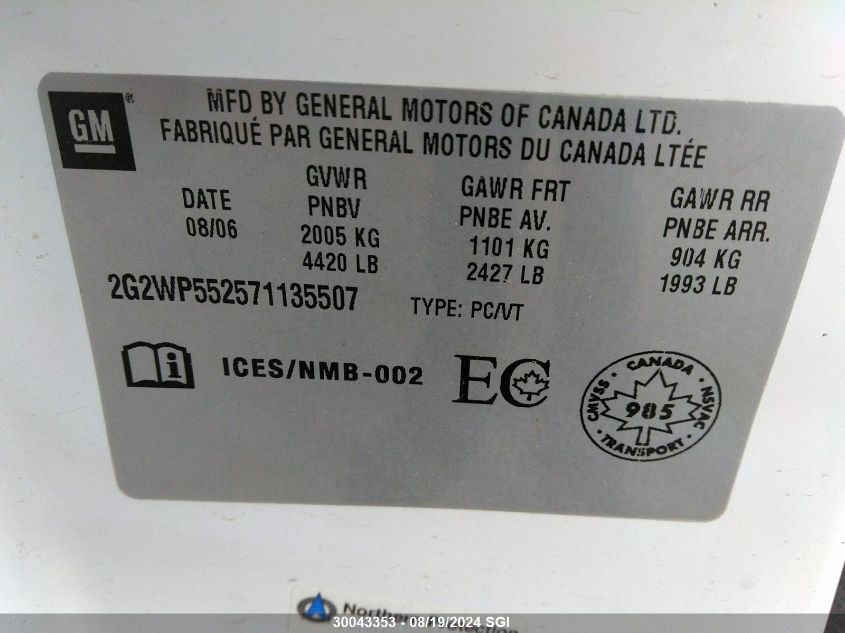 GM
MFD BY GENERAL MOTORS OF CANADA LTD.
FABRIQUÉ PAR GENERAL MOTORS DU CANADA LTÉE
DATE
08/06
GVWR
PNBV
2005 KG
4420 LB
GAWR FRT
PNBE AV.
1101 KG
2427 LB
GAWR RR
PNBE ARR.
904 KG
1993 LB
2G2WP552571135507
TYPE: PC/VT
i ICES/NMB-002
EC
CANADA
CMVSS · 985 · NSVAC
TRANSPORT
Northern Protection
30043353 - 08/19/2024 SGI